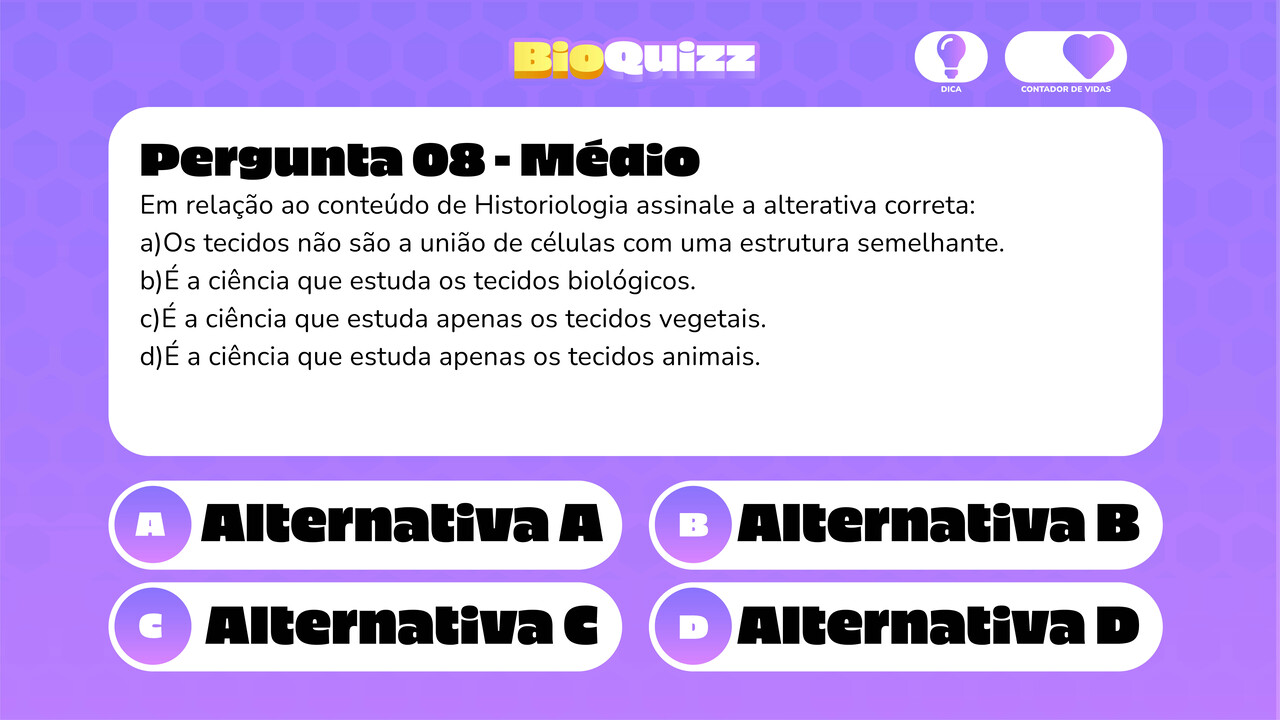 BioQuizz
DICA
CONTADOR DE VIDAS
Pergunta 08 - Médio
Em relação ao conteúdo de Historiologia assinale a alterativa correta:
a)Os tecidos não são a união de células com uma estrutura semelhante.
b)É a ciência que estuda os tecidos biológicos.
c)É a ciência que estuda apenas os tecidos vegetais.
d)É a ciência que estuda apenas os tecidos animais.
A Alternativa A
B Alternativa B
C Alternativa C
D Alternativa D